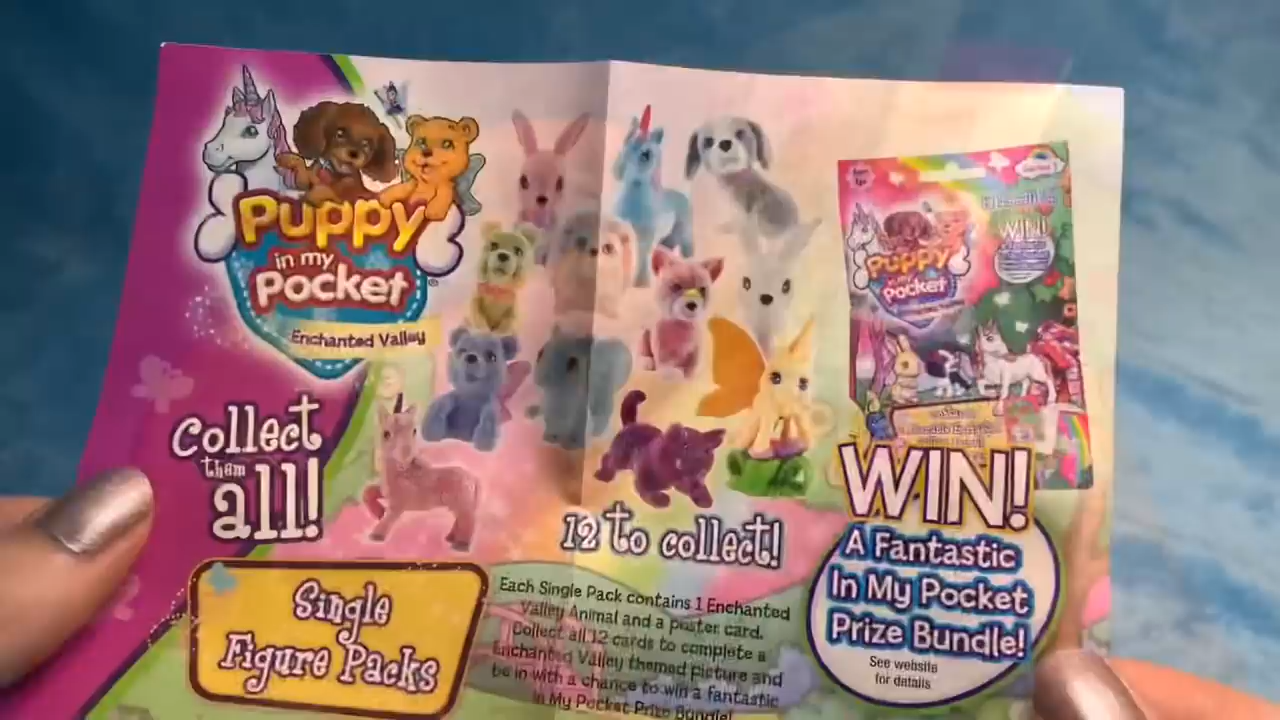 Puppy
in my
Pocket
Enchanted Valley
Collect
them
all!
12 to collect!
Single
Figure Packs
Each Single Pack contains 1 Enchanted
Valley Animal and a poster card.
Collect all 12 cards to complete a
Enchanted Valley themed picture and
be in with a chance to win a fantastic
in My Pocket Prize Bundle!
WIN!
Puppy
in my
Pocket
WIN!
A Fantastic
In My Pocket
Prize Bundle!
See website
for details